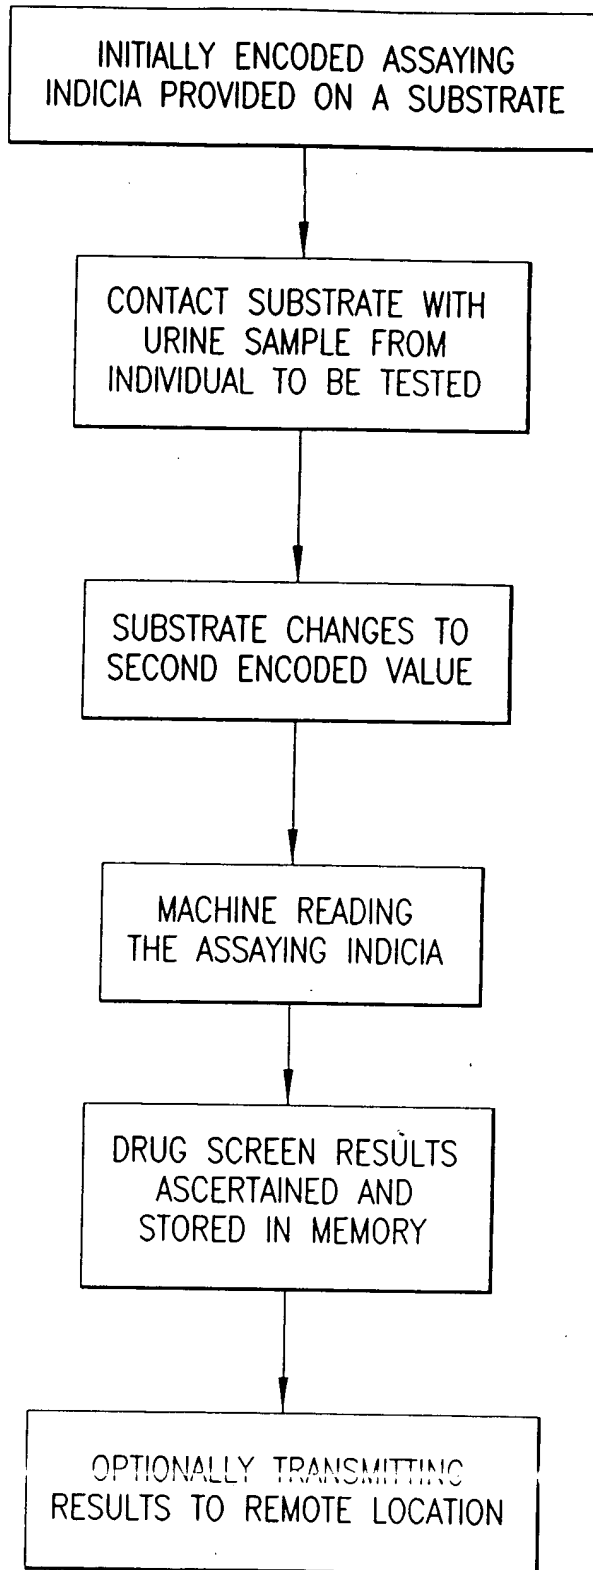 INITIALLY ENCODED ASSAYING
INDICIA PROVIDED ON A SUBSTRATE
CONTACT SUBSTRATE WITH
URINE SAMPLE FROM
INDIVIDUAL TO BE TESTED
SUBSTRATE CHANGES TO
SECOND ENCODED VALUE
MACHINE READING
THE ASSAYING INDICIA
DRUG SCREEN RESULTS
ASCERTAINED AND
STORED IN MEMORY
OPTIONALLY TRANSMITTING
RESULTS TO REMOTE LOCATION